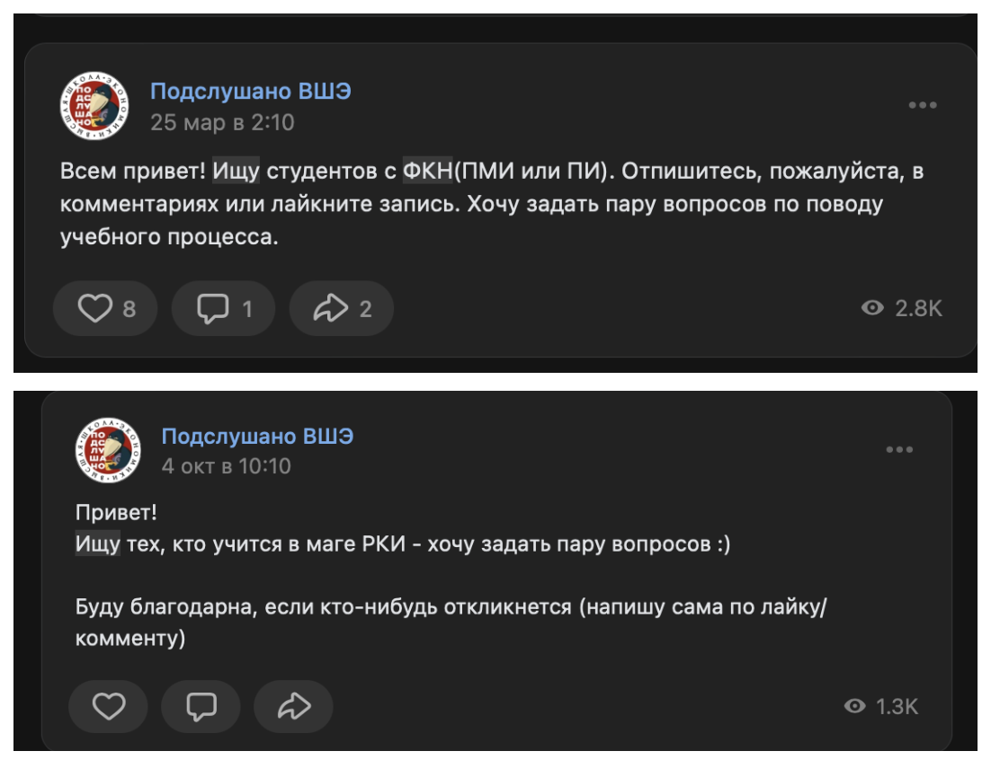 Подслушано ВШЭ
25 мар в 2:10
Всем привет! Ищу студентов с ФКН(ПМИ или ПИ). Отпишитесь, пожалуйста, в
комментариях или лайкните запись. Хочу задать пару вопросов по поводу
учебного процесса.
8 1 2 2.8K
Подслушано ВШЭ
4 окт в 10:10
Привет!
Ищу тех, кто учится в маге РКИ - хочу задать пару вопросов :)
Буду благодарна, если кто-нибудь откликнется (напишу сама по лайку/
комменту)
1.3K